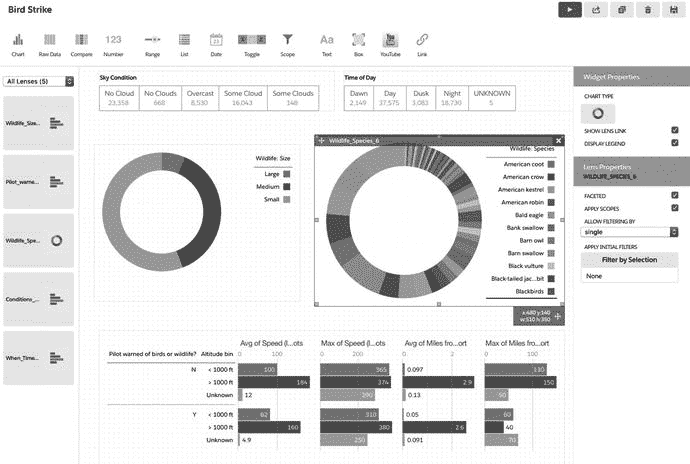 Bird Strike
Chart Raw Data Compare Number Range List Date Toggle Scope Text Box YouTube Link
123
23
Aa
All Lenses (5)
Wildlife_Size...
Pilot_warne...
Wildlife_Spe...
Conditions_...
When_Time...
Sky Condition
No Cloud No Clouds Overcast Some Cloud Some Clouds
23,358 668 8,530 16,043 148
Time of Day
Dawn Day Dusk Night UNKNOWN
2,149 37,575 3,083 18,730 5
Wildlife: Size
Large
Medium
Small
Wildlife_Species_6
Wildlife: Species
American coot
American crow
American kestrel
American robin
Bald eagle
Bank swallow
Barn owl
Barn swallow
Black vulture
Black-tailed jac...bit
Blackbirds
x:480 y:140
w:510 h:350
Avg of Speed (I...ots Max of Speed (I...ots Avg of Miles fro...ort Max of Miles fro...ort
Pilot warned of birds or wildlife? Altitude bin 0 100 0 200 0 2 0 100
N < 1000 ft 100 365 0.097 130
> 1000 ft 184 374 2.9 150
Unknown 12 290 0.13 50
Y < 1000 ft 82 310 0.05 60
> 1000 ft 160 380 2.6 40
Unknown 4.9 250 0.091 70
Widget Properties
CHART TYPE
SHOW LENS LINK
DISPLAY LEGEND
Lens Properties
WILDLIFE_SPECIES_6
FACETED
APPLY SCOPES
ALLOW FILTERING BY
single
APPLY INITIAL FILTERS
Filter by Selection
None